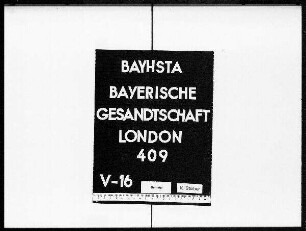 BAYHSTA
BAYERISCHE
GESANDTSCHAFT
LONDON
409
V-16